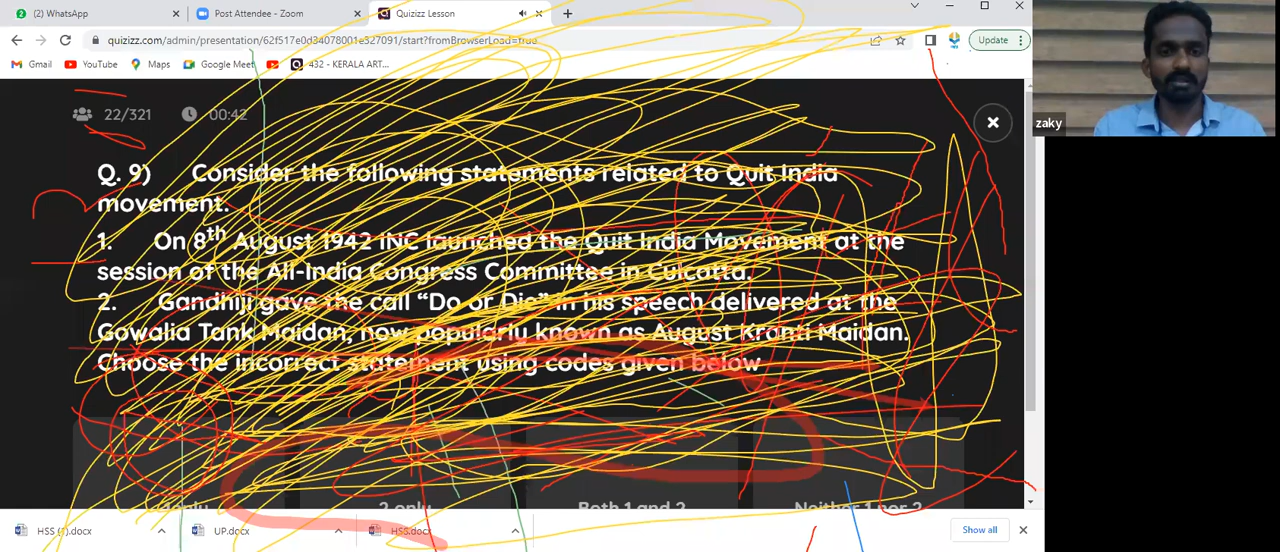 (2) WhatsApp
Post Attendee - Zoom
Quizizz Lesson
quizizz.com/admin/presentation/62f517e0d34078001e327091/start?fromBrowserLoad=true
Update
Gmail
YouTube
Maps
Google Meet
432 - KERALA ART...
zaky
22/321
00:42
Q. 9) Consider the following statements related to Quit India
movement.
1. On 8th August 1942 INC launched the Quit India Movement at the
session of the All-India Congress Committee in Culcatta.
2. Gandhiji gave the call “Do or Die” in his speech delivered at the
Gowalia Tank Maidan, now popularly known as August Kranti Maidan.
Choose the incorrect statement using codes given below
2 only
Both 1 and 2
Neither 1 nor 2
HSS (1).docx
UP.docx
HSS.docx
Show all